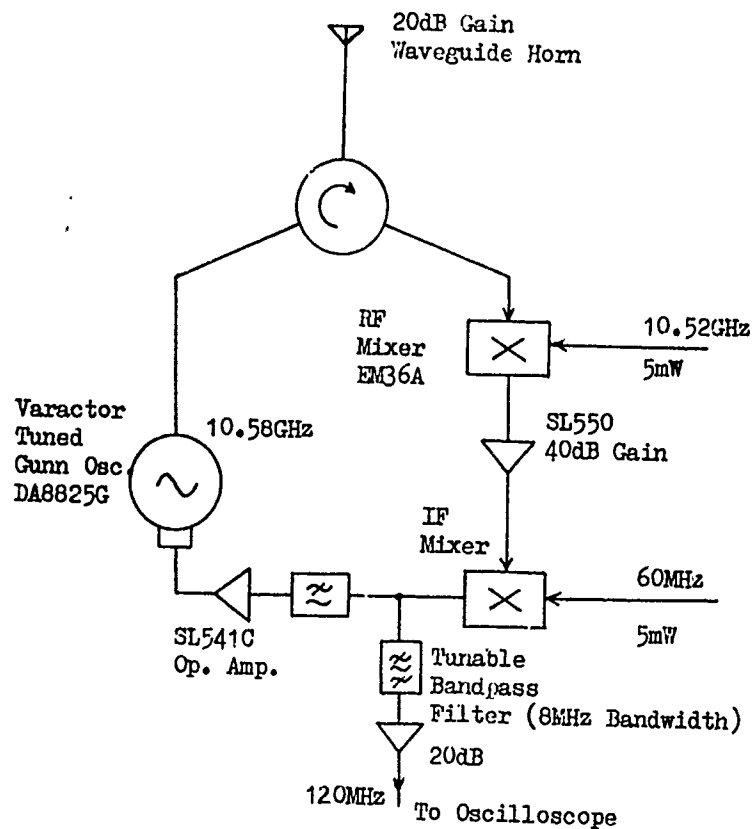 20dB Gain
Waveguide Horn
RF
Mixer
EM36A
10.52GHz
5mW
SL550
40dB Gain
Varactor
Tuned
Gunn Osc.
DA8825G
10.58GHz
IF
Mixer
60MHz
5mW
SL541C
Op. Amp.
Tunable
Bandpass
Filter (8MHz Bandwidth)
20dB
120MHz
To Oscilloscope